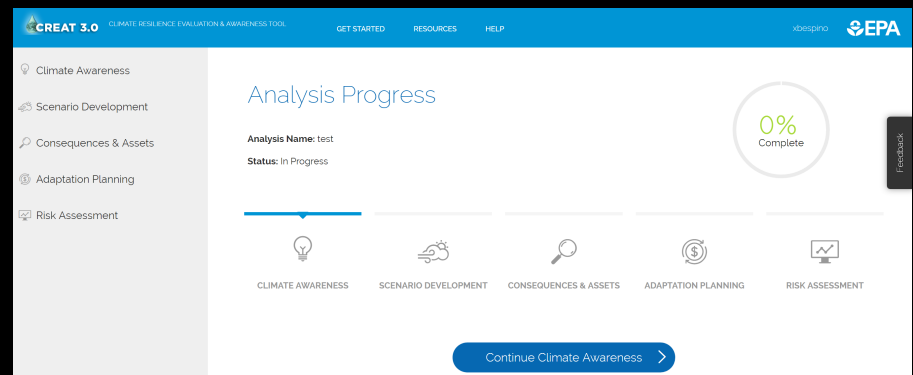 CREAT 3.0 CLIMATE RESILIENCE EVALUATION & AWARENESS TOOL
GET STARTED RESOURCES HELP
xbespino EPA
Climate Awareness
Scenario Development
Consequences & Assets
Adaptation Planning
Risk Assessment
Analysis Progress
Analysis Name: test
Status: In Progress
0%
Complete
Feedback
CLIMATE AWARENESS SCENARIO DEVELOPMENT CONSEQUENCES & ASSETS ADAPTATION PLANNING RISK ASSESSMENT
Continue Climate Awareness